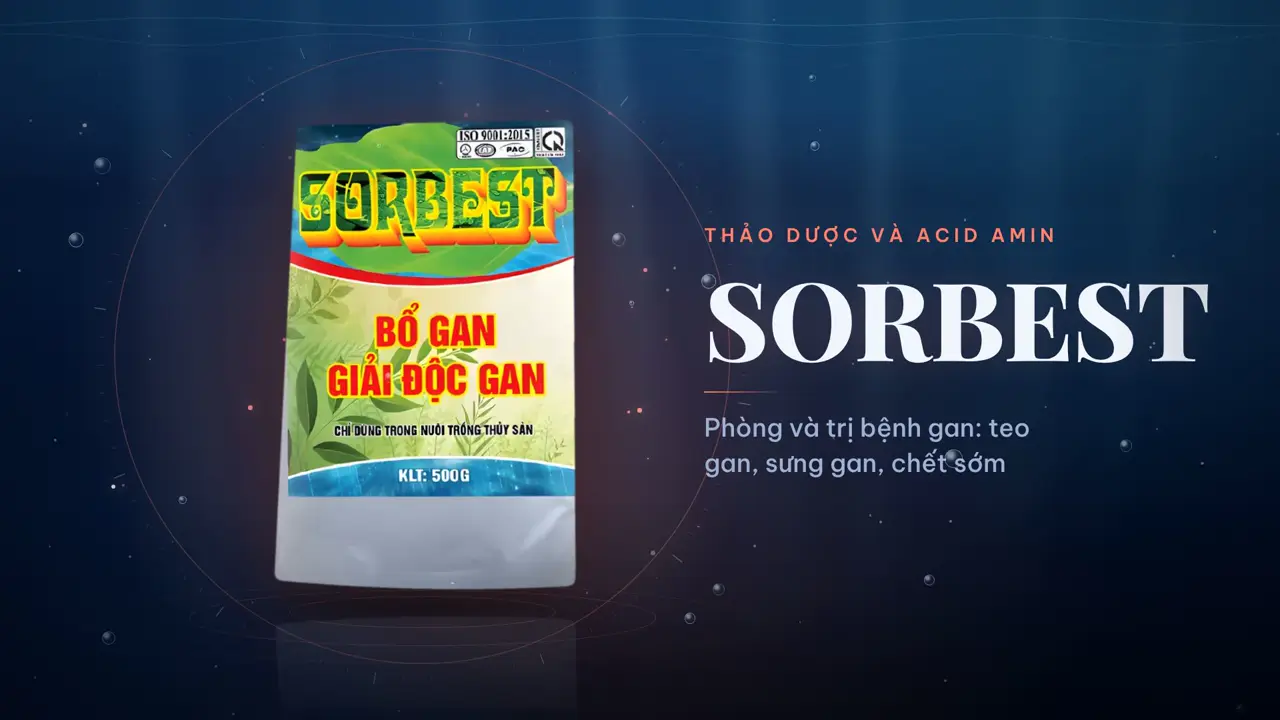 ISO 9001:2015
PAC
SORBEST
BỔ GAN
GIẢI ĐỘC GAN
CHỈ DÙNG TRONG NUÔI TRỒNG THỦY SẢN
KLT: 500G
THẢO DƯỢC VÀ ACID AMIN
SORBEST
Phòng và trị bệnh gan: teo
gan, sưng gan, chết sớm